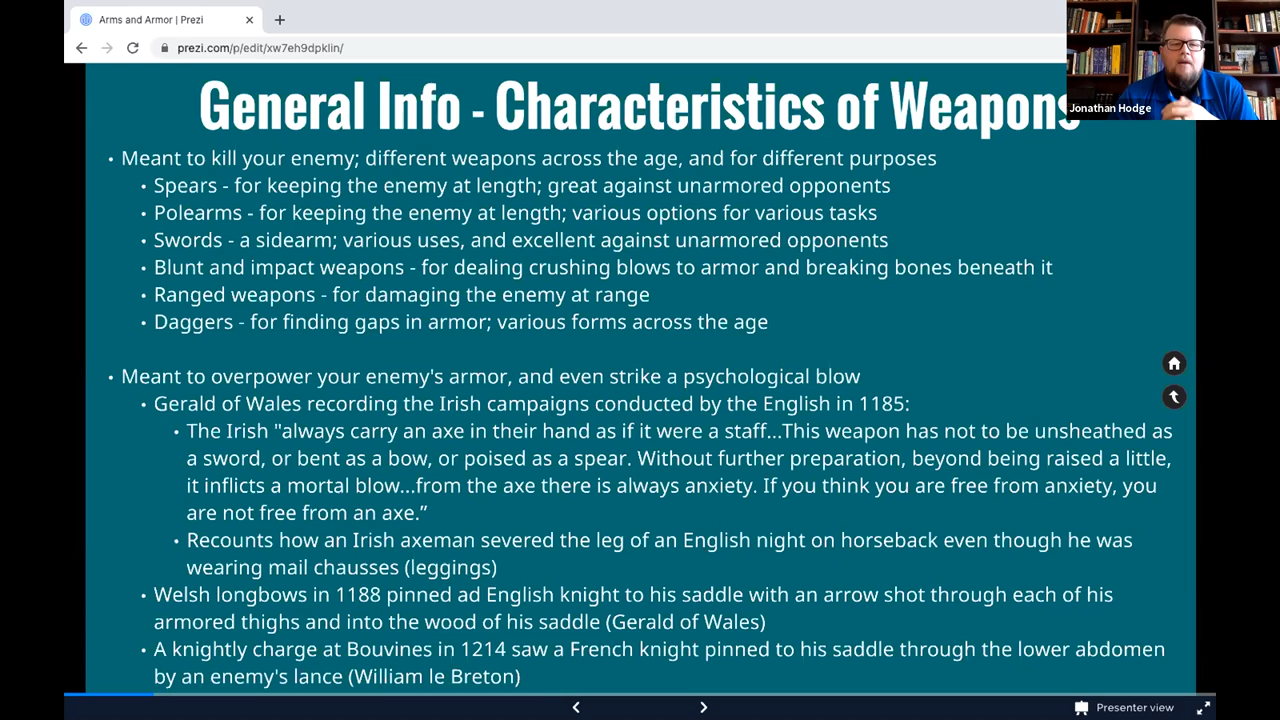 Arms and Armor | Prezi
prezi.com/p/edit/xw7eh9dpklin/
Jonathan Hodge
General Info - Characteristics of Weapons
• Meant to kill your enemy; different weapons across the age, and for different purposes
• Spears - for keeping the enemy at length; great against unarmored opponents
• Polearms - for keeping the enemy at length; various options for various tasks
• Swords - a sidearm; various uses, and excellent against unarmored opponents
• Blunt and impact weapons - for dealing crushing blows to armor and breaking bones beneath it
• Ranged weapons - for damaging the enemy at range
• Daggers - for finding gaps in armor; various forms across the age
• Meant to overpower your enemy's armor, and even strike a psychological blow
• Gerald of Wales recording the Irish campaigns conducted by the English in 1185:
• The Irish "always carry an axe in their hand as if it were a staff...This weapon has not to be unsheathed as
a sword, or bent as a bow, or poised as a spear. Without further preparation, beyond being raised a little,
it inflicts a mortal blow...from the axe there is always anxiety. If you think you are free from anxiety, you
are not free from an axe.”
• Recounts how an Irish axeman severed the leg of an English night on horseback even though he was
wearing mail chausses (leggings)
• Welsh longbows in 1188 pinned ad English knight to his saddle with an arrow shot through each of his
armored thighs and into the wood of his saddle (Gerald of Wales)
• A knightly charge at Bouvines in 1214 saw a French knight pinned to his saddle through the lower abdomen
by an enemy's lance (William le Breton)
Presenter view